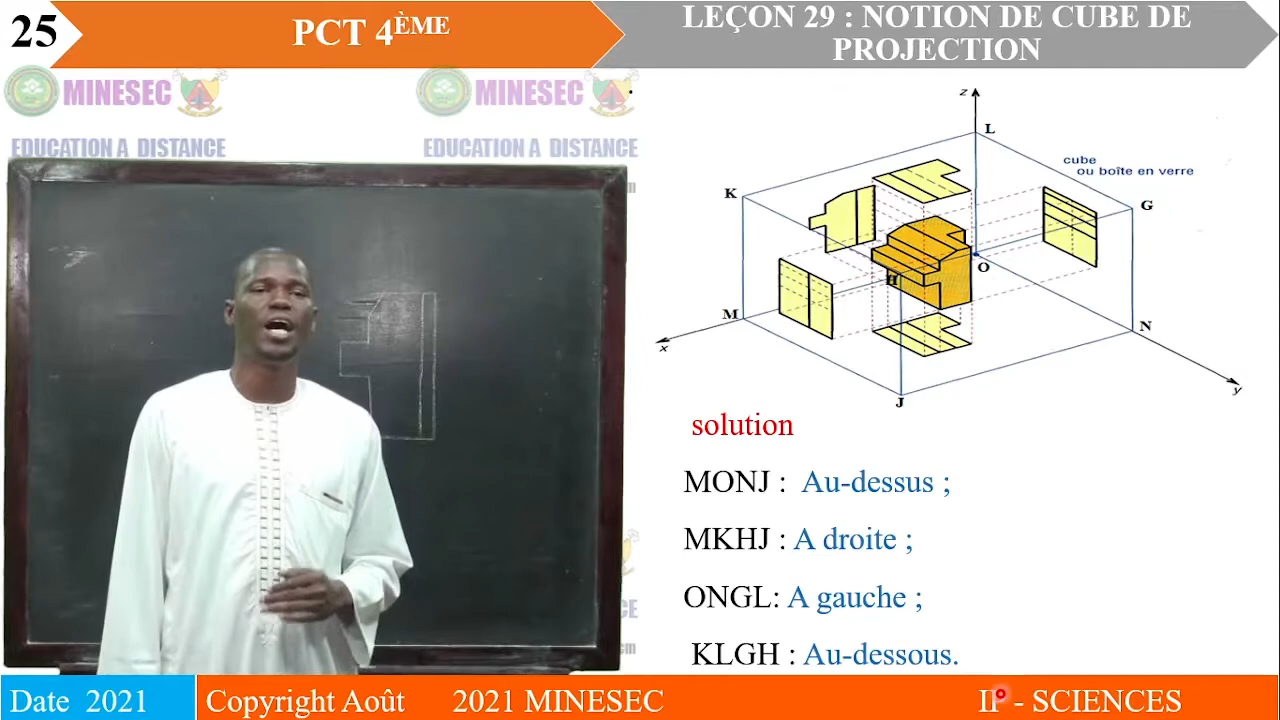 25
PCT 4ÈME
LEÇON 29 : NOTION DE CUBE DE
PROJECTION
MINESEC
EDUCATION A DISTANCE
MINESEC
EDUCATION A DISTANCE
z
L
cube
ou boîte en verre
K
G
H
O
M
N
x
y
J
solution
MONJ : Au-dessus ;
MKHJ : A droite ;
ONGL: A gauche ;
KLGH : Au-dessous.
Date 2021
Copyright Août 2021 MINESEC
IP - SCIENCES